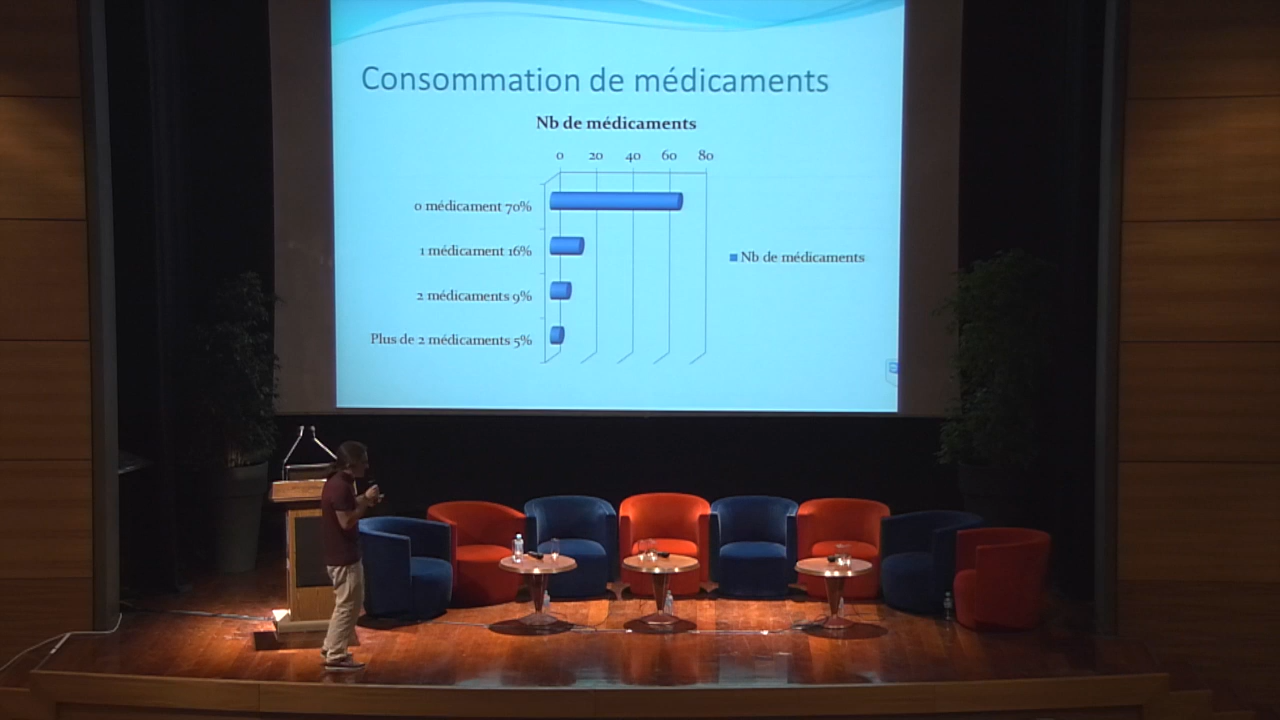 Consommation de médicaments
Nb de médicaments
0 20 40 60 80
0 médicament 70%
1 médicament 16%
Nb de médicaments
2 médicaments 9%
Plus de 2 médicaments 5%